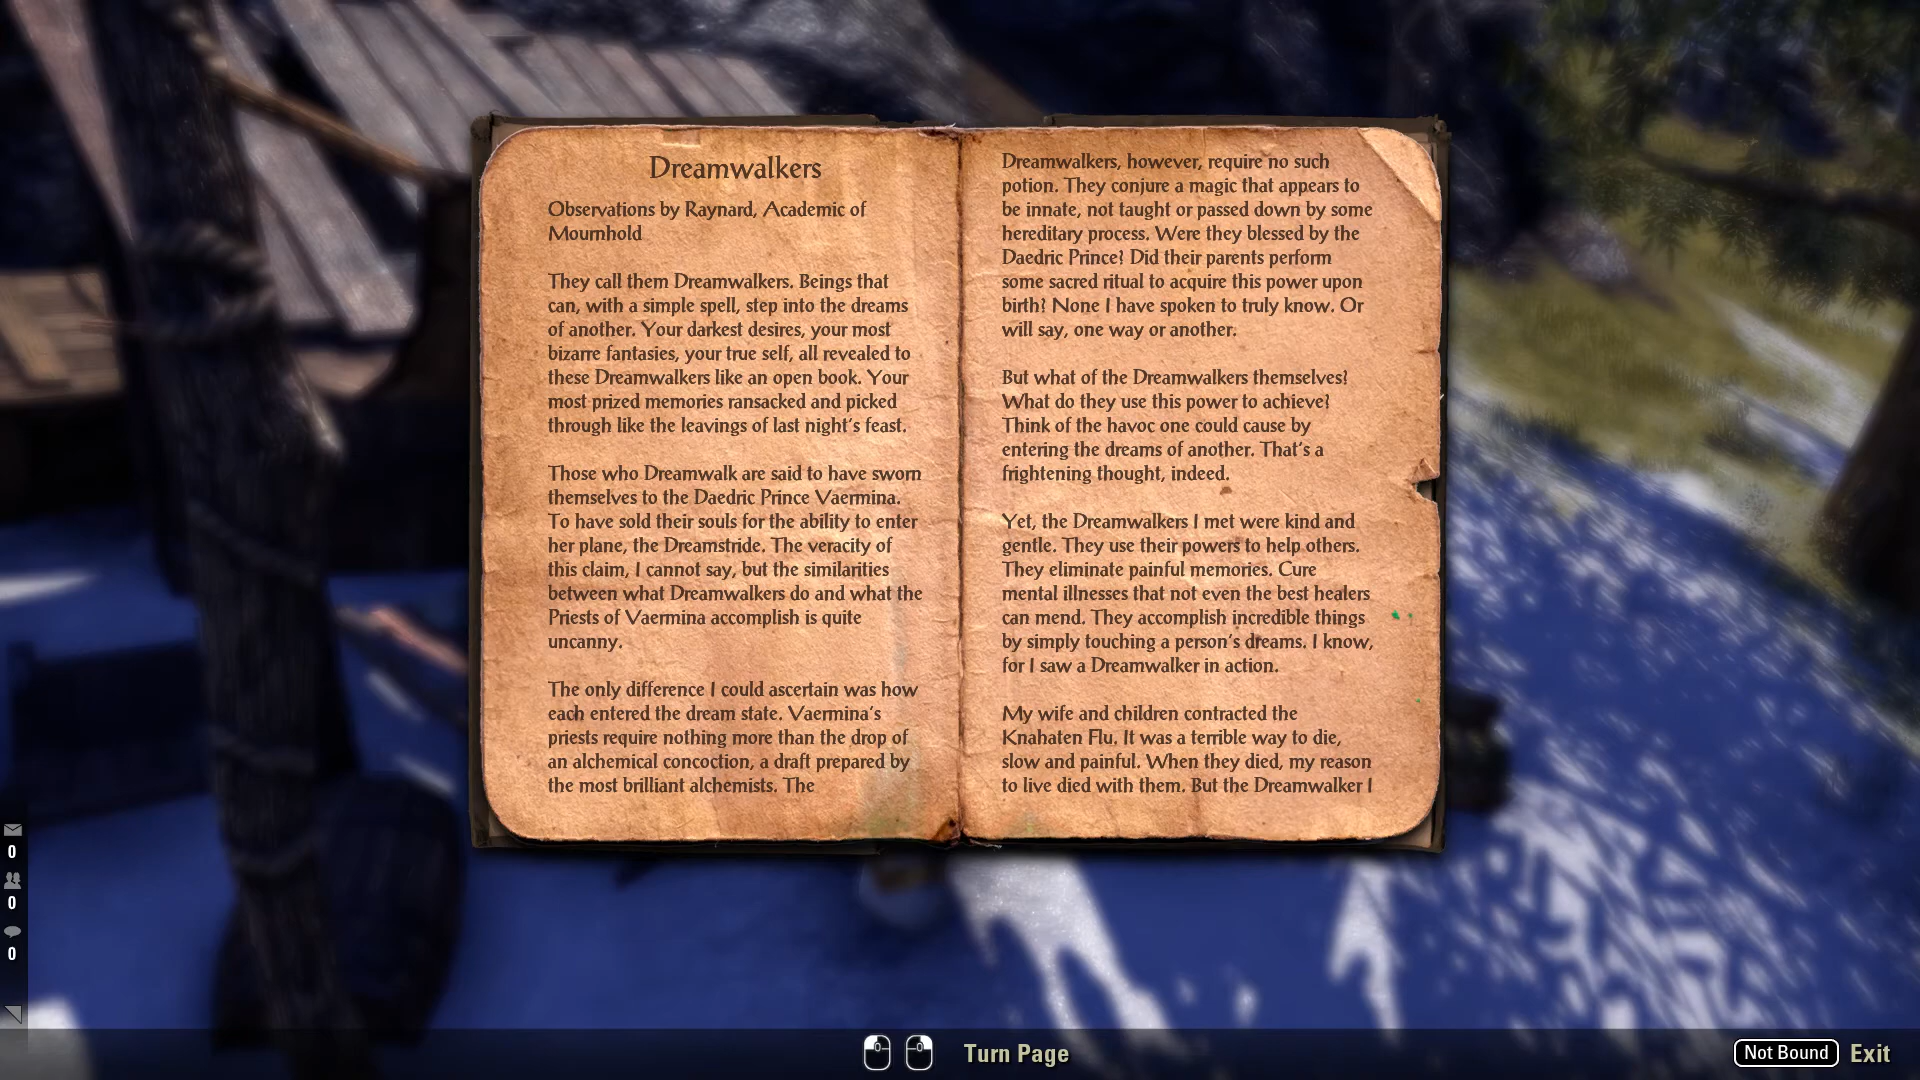 Dreamwalkers
Observations by Raynard, Academic of
Mournhold
They call them Dreamwalkers. Beings that
can, with a simple spell, step into the dreams
of another. Your darkest desires, your most
bizarre fantasies, your true self, all revealed to
these Dreamwalkers like an open book. Your
most prized memories ransacked and picked
through like the leavings of last night's feast.
Those who Dreamwalk are said to have sworn
themselves to the Daedric Prince Vaermina.
To have sold their souls for the ability to enter
her plane, the Dreamstride. The veracity of
this claim, I cannot say, but the similarities
between what Dreamwalkers do and what the
Priests of Vaermina accomplish is quite
uncanny.
The only difference I could ascertain was how
each entered the dream state. Vaermina's
priests require nothing more than the drop of
an alchemical concoction, a draft prepared by
the most brilliant alchemists. The
Dreamwalkers, however, require no such
potion. They conjure a magic that appears to
be innate, not taught or passed down by some
hereditary process. Were they blessed by the
Daedric Prince? Did their parents perform
some sacred ritual to acquire this power upon
birth? None I have spoken to truly know. Or
will say, one way or another.
But what of the Dreamwalkers themselves?
What do they use this power to achieve?
Think of the havoc one could cause by
entering the dreams of another. That's a
frightening thought, indeed.
Yet, the Dreamwalkers I met were kind and
gentle. They use their powers to help others.
They eliminate painful memories. Cure
mental illnesses that not even the best healers
can mend. They accomplish incredible things
by simply touching a person's dreams. I know,
for I saw a Dreamwalker in action.
My wife and children contracted the
Knahaten Flu. It was a terrible way to die,
slow and painful. When they died, my reason
to live died with them. But the Dreamwalker I
0
0
0
Turn Page
Not Bound Exit